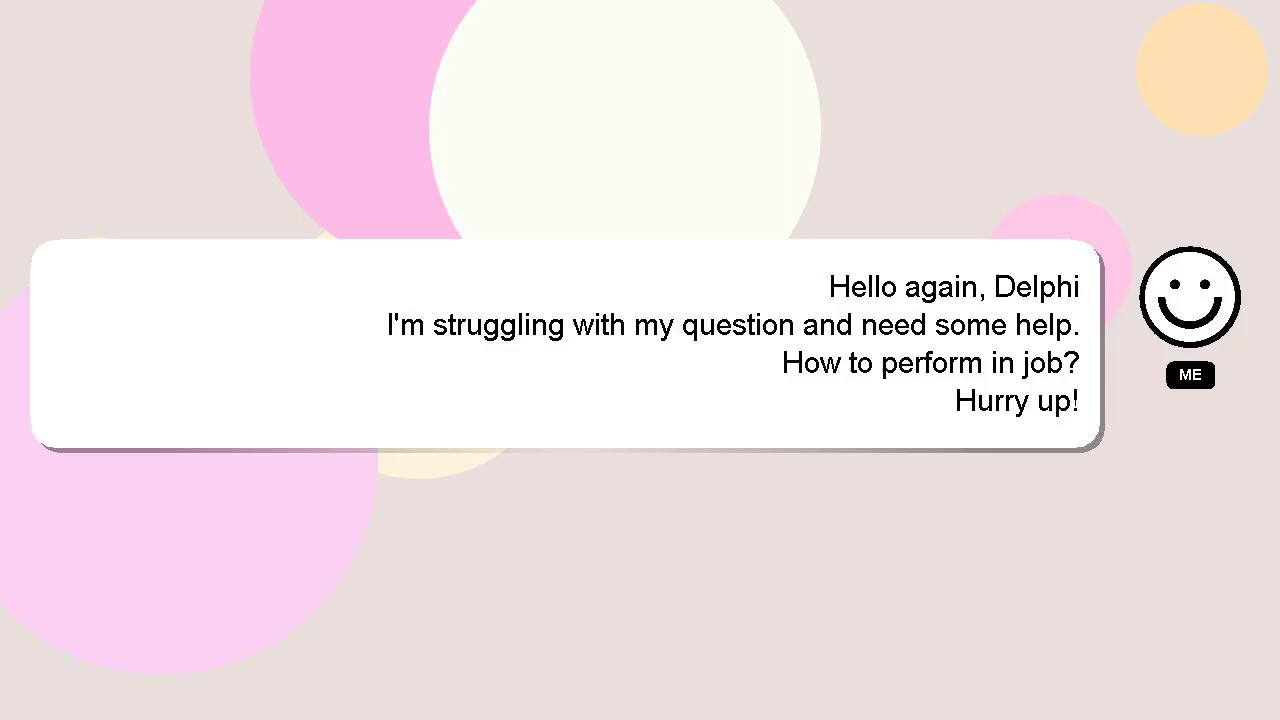 Hello again, Delphi
I'm struggling with my question and need some help.
How to perform in job?
Hurry up!
ME